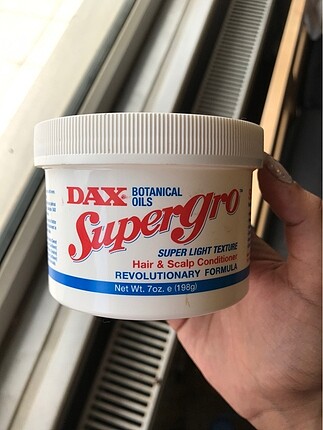 DAX BOTANICAL OILS
Supergro
SUPER LIGHT TEXTURE
Hair & Scalp Conditioner
REVOLUTIONARY FORMULA
Net Wt. 7oz. e (198g)